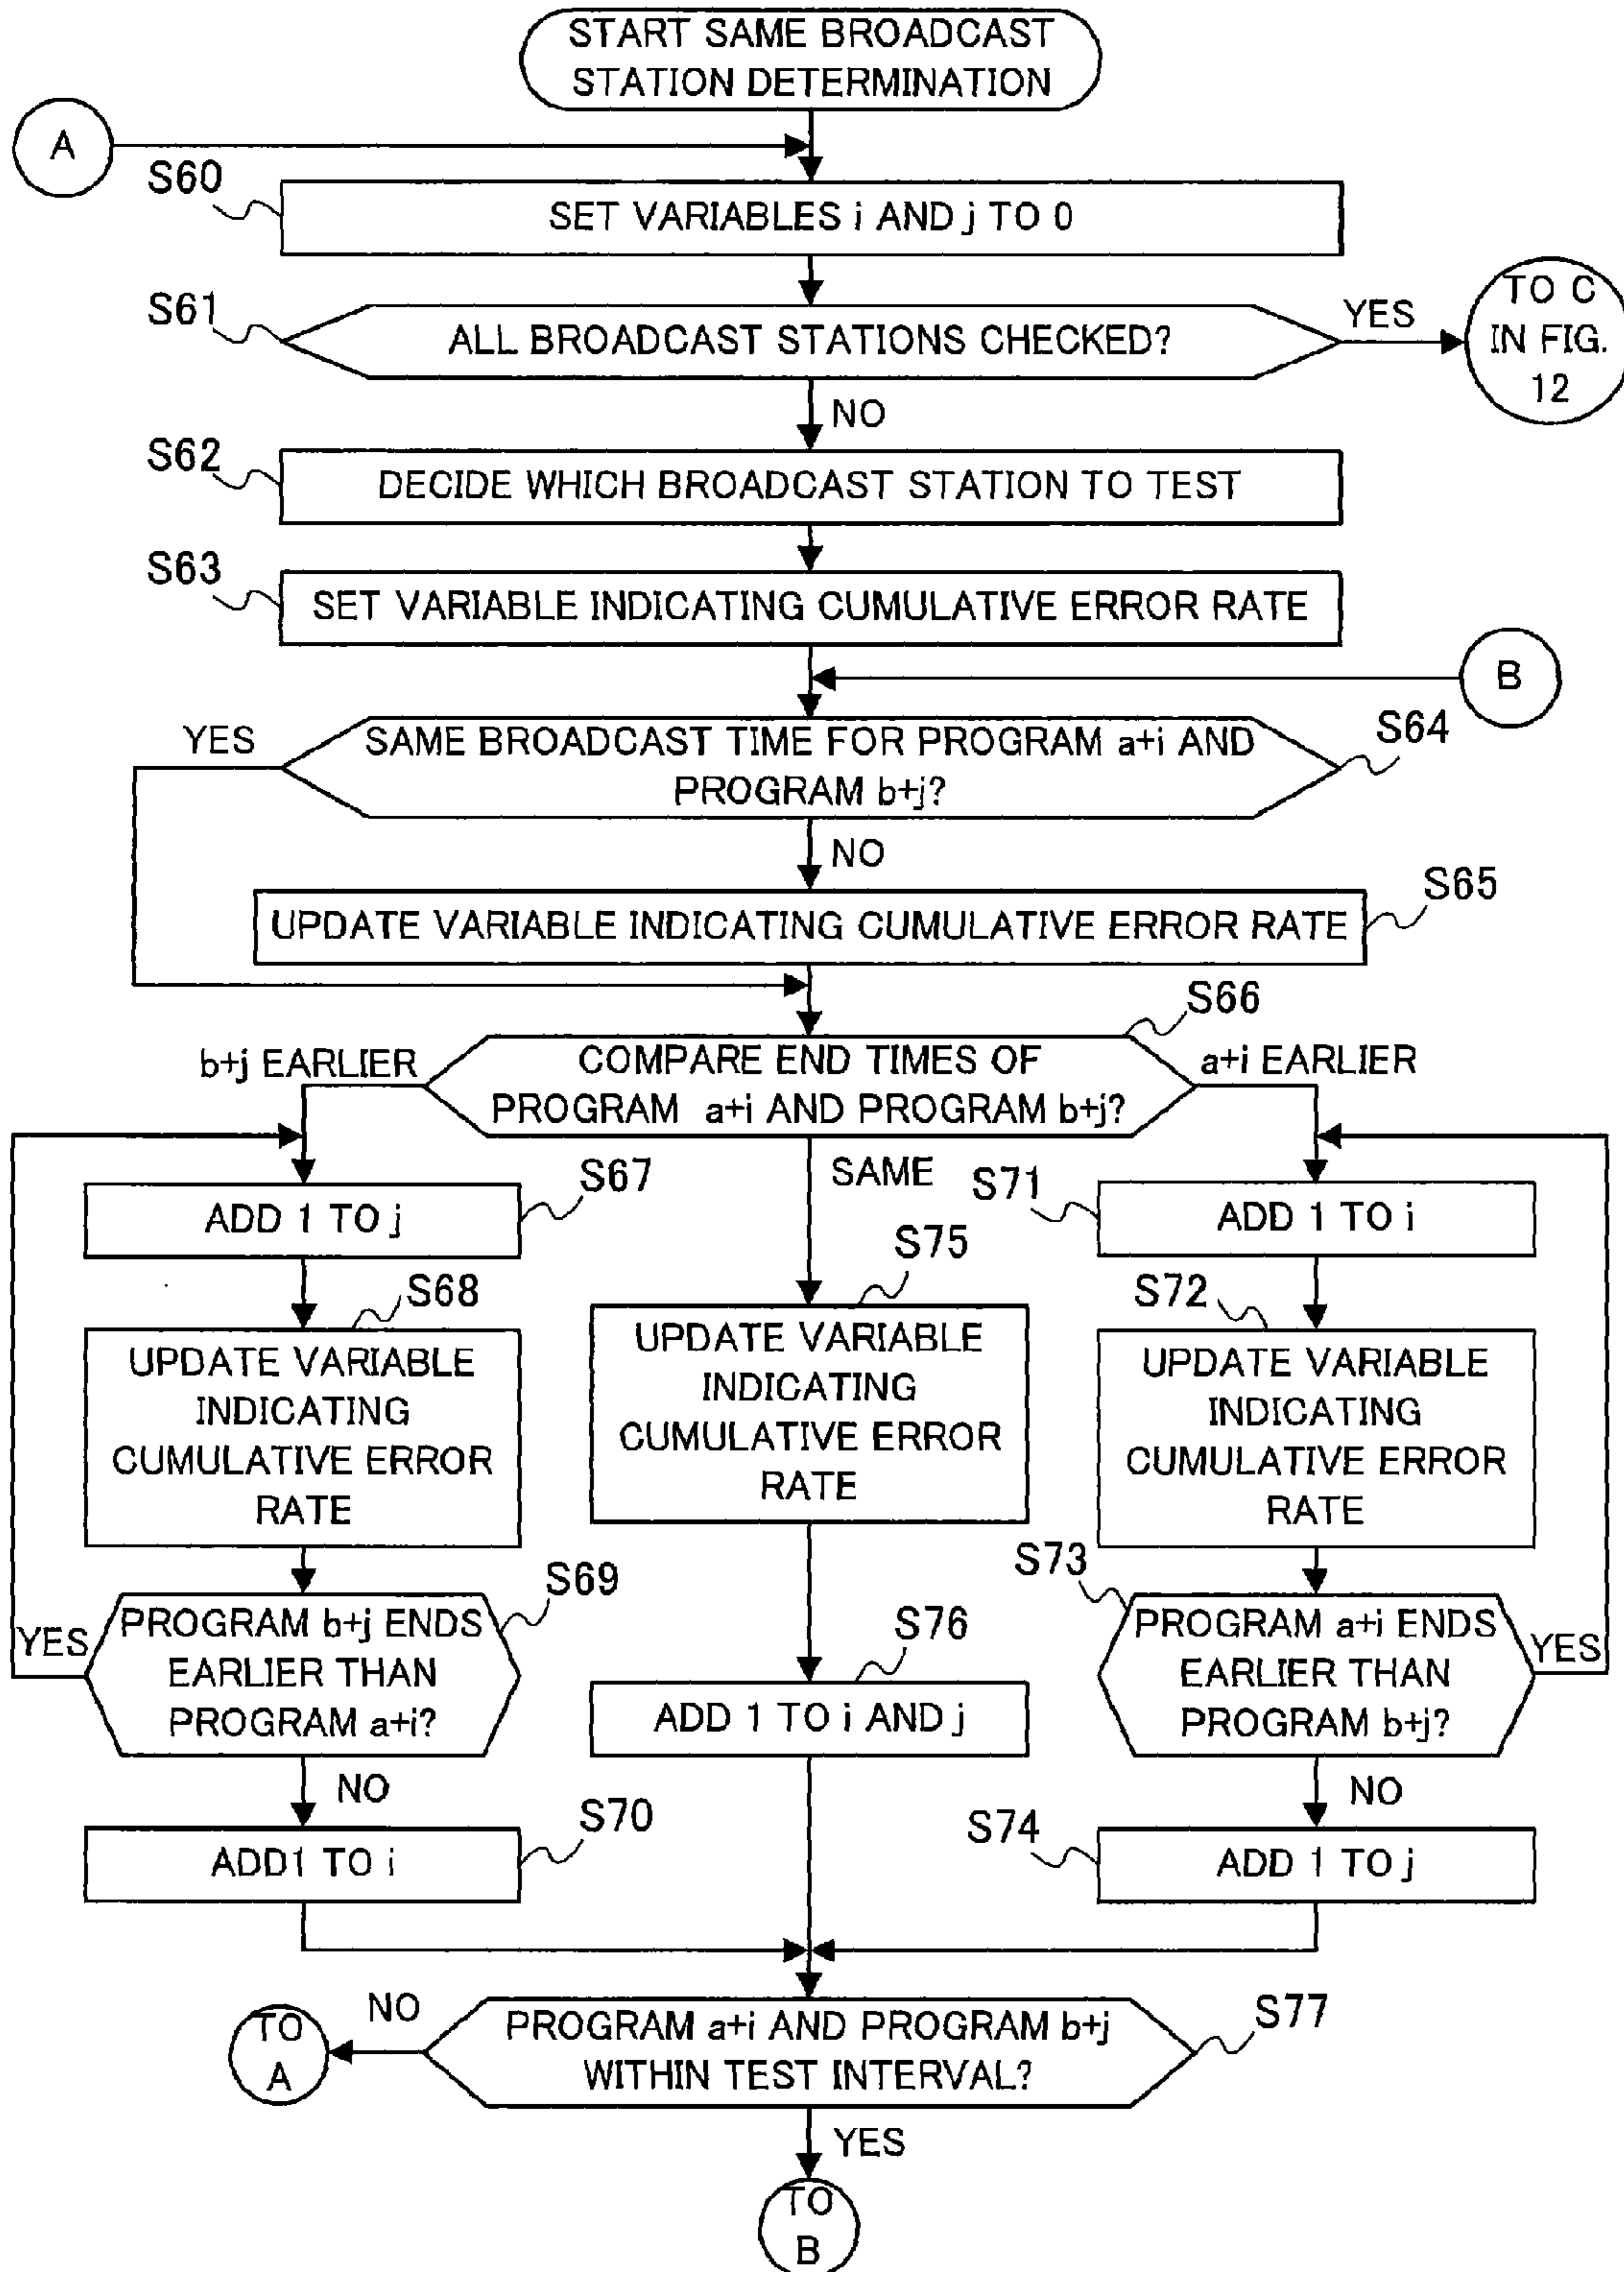 START SAME BROADCAST
STATION DETERMINATION
A
S60
SET VARIABLES i AND j TO 0
S61
ALL BROADCAST STATIONS CHECKED?
YES
TO C
IN FIG.
12
NO
S62
DECIDE WHICH BROADCAST STATION TO TEST
S63
SET VARIABLE INDICATING CUMULATIVE ERROR RATE
B
YES
SAME BROADCAST TIME FOR PROGRAM a+i AND
PROGRAM b+j?
S64
NO
S65
UPDATE VARIABLE INDICATING CUMULATIVE ERROR RATE
S66
b+j EARLIER
COMPARE END TIMES OF
PROGRAM a+i AND PROGRAM b+j?
a+i EARLIER
S67
ADD 1 TO j
SAME
S71
ADD 1 TO i
S68
UPDATE VARIABLE
INDICATING
CUMULATIVE ERROR
RATE
S75
UPDATE VARIABLE
INDICATING
CUMULATIVE ERROR
RATE
S72
UPDATE VARIABLE
INDICATING
CUMULATIVE ERROR
RATE
S69
YES
PROGRAM b+j ENDS
EARLIER THAN
PROGRAM a+i?
S76
ADD 1 TO i AND j
S73
PROGRAM a+i ENDS
EARLIER THAN
PROGRAM b+j?
YES
NO
S70
ADD1 TO i
NO
S74
ADD 1 TO j
NO
TO
A
PROGRAM a+i AND PROGRAM b+j
WITHIN TEST INTERVAL?
S77
YES
TO
B